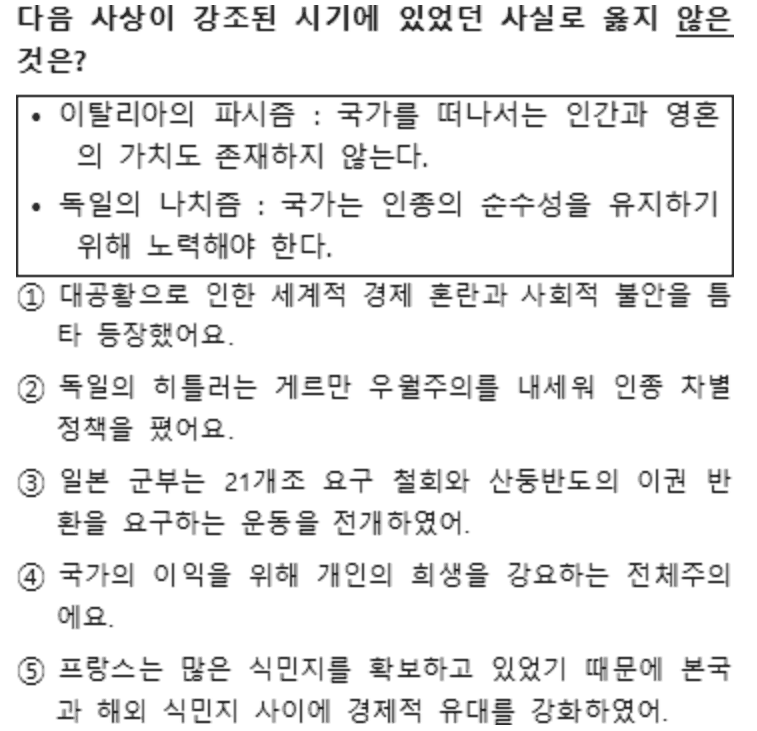 다음 사상이 강조된 시기에 있었던 사실로 옳지 않은
것은?
• 이탈리아의 파시즘 : 국가를 떠나서는 인간과 영혼
의 가치도 존재하지 않는다.
• 독일의 나치즘 : 국가는 인종의 순수성을 유지하기
위해 노력해야 한다.
① 대공황으로 인한 세계적 경제 혼란과 사회적 불안을 틈
타 등장했어요.
② 독일의 히틀러는 게르만 우월주의를 내세워 인종 차별
정책을 폈어요.
③ 일본 군부는 21개조 요구 철회와 산둥반도의 이권 반
환을 요구하는 운동을 전개하였어.
④ 국가의 이익을 위해 개인의 희생을 강요하는 전체주의
에요.
⑤ 프랑스는 많은 식민지를 확보하고 있었기 때문에 본국
과 해외 식민지 사이에 경제적 유대를 강화하였어.